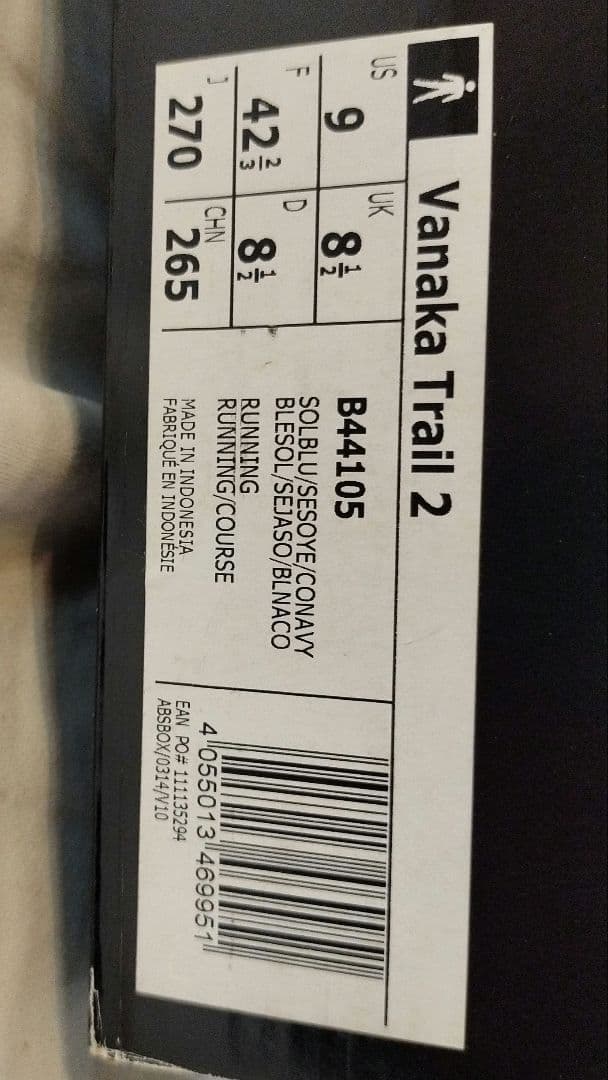 Vanaka Trail 2
US 9 UK 8½
F 42⅔ D 8½
J 270 CHN 265
B44105
SOLBLU/SESOYE/CONAVY
BLESOL/SEJASO/BLNACO
RUNNING
RUNNING/COURSE
MADE IN INDONESIA
FABRIQUÉ EN INDONÉSIE
4 055013 469951
EAN PO# 111135294
ABSBOX/0314/V10